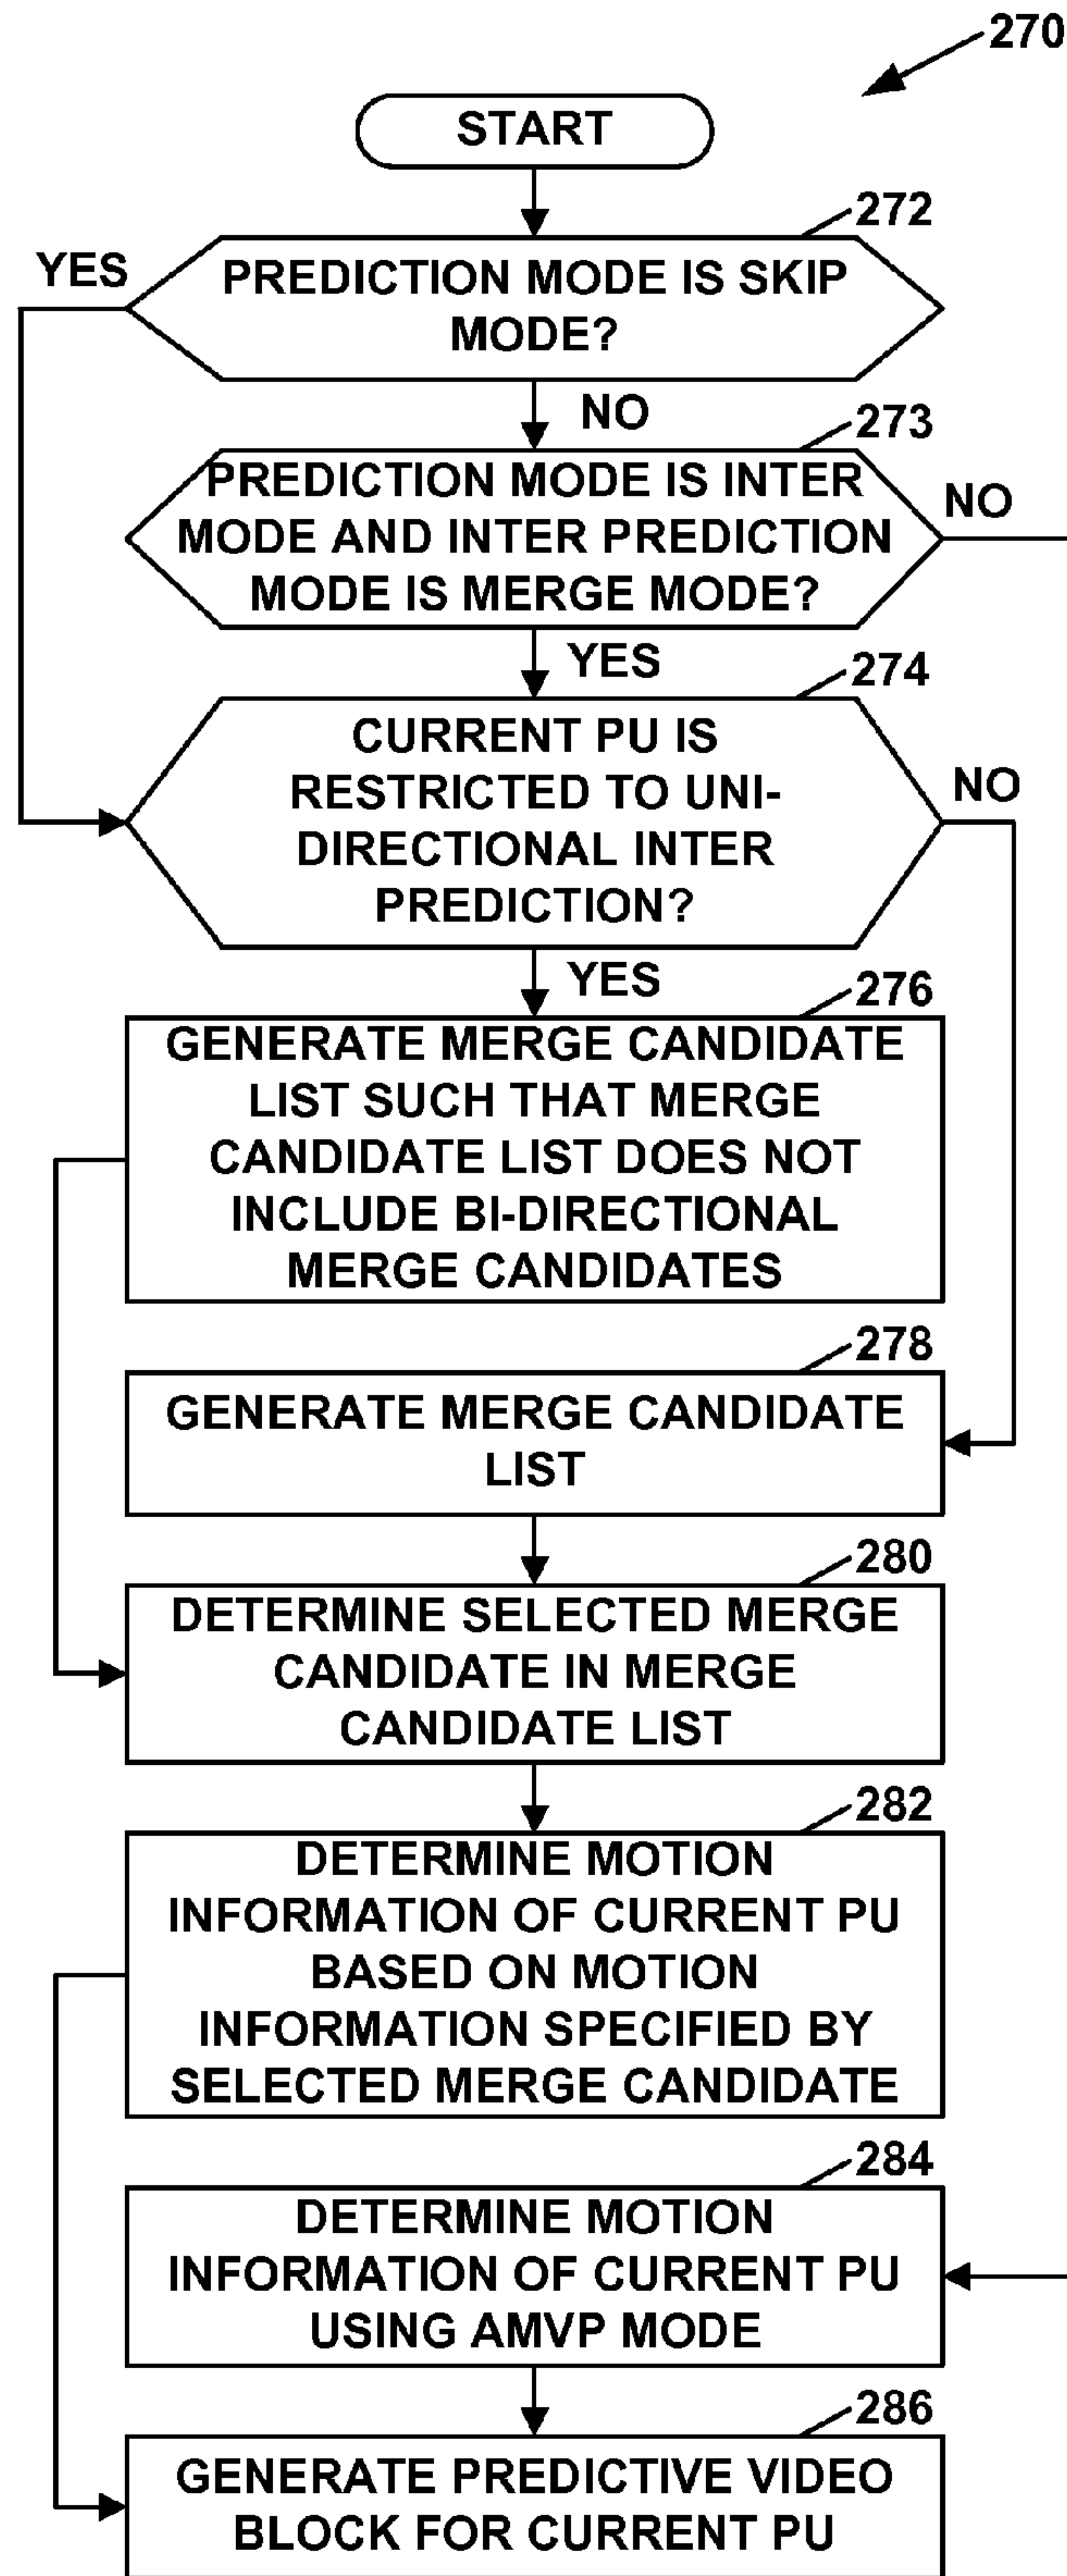 270
START
272
YES
PREDICTION MODE IS SKIP
MODE?
NO
273
PREDICTION MODE IS INTER
MODE AND INTER PREDICTION
MODE IS MERGE MODE?
NO
YES
274
CURRENT PU IS
RESTRICTED TO UNI-
DIRECTIONAL INTER
PREDICTION?
NO
YES
276
GENERATE MERGE CANDIDATE
LIST SUCH THAT MERGE
CANDIDATE LIST DOES NOT
INCLUDE BI-DIRECTIONAL
MERGE CANDIDATES
278
GENERATE MERGE CANDIDATE
LIST
280
DETERMINE SELECTED MERGE
CANDIDATE IN MERGE
CANDIDATE LIST
282
DETERMINE MOTION
INFORMATION OF CURRENT PU
BASED ON MOTION
INFORMATION SPECIFIED BY
SELECTED MERGE CANDIDATE
284
DETERMINE MOTION
INFORMATION OF CURRENT PU
USING AMVP MODE
286
GENERATE PREDICTIVE VIDEO
BLOCK FOR CURRENT PU